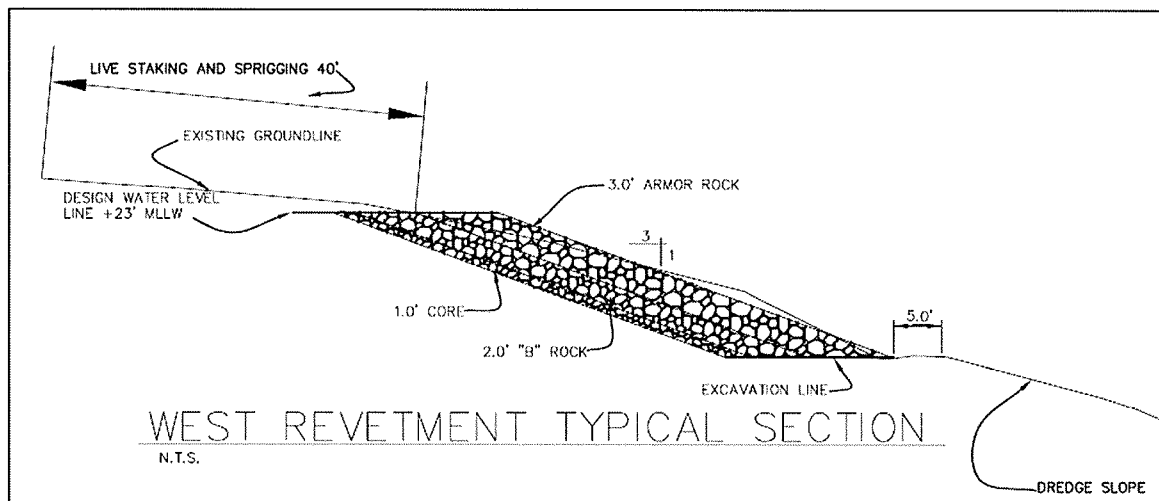 LIVE STAKING AND SPRIGGING 40'
EXISTING GROUNDLINE
DESIGN WATER LEVEL
LINE +23' MLLW
3.0' ARMOR ROCK
3
1
1.0' CORE
5.0'
2.0' "B" ROCK
EXCAVATION LINE
WEST REVETMENT TYPICAL SECTION
N.T.S.
DREDGE SLOPE